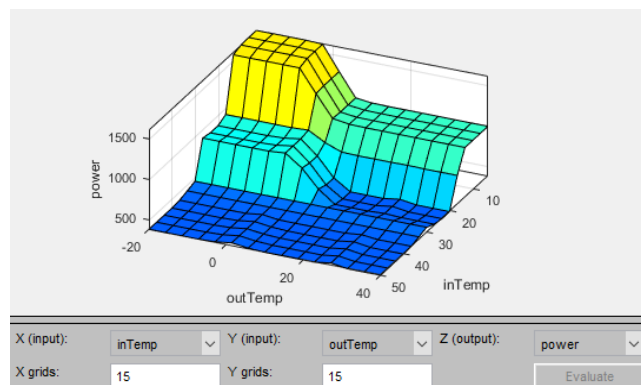 1500
1000
500
power
-20
0
20
40
outTemp
10
20
30
40
50
inTemp
X (input): inTemp Y (input): outTemp Z (output): power
X grids: 15 Y grids: 15 Evaluate